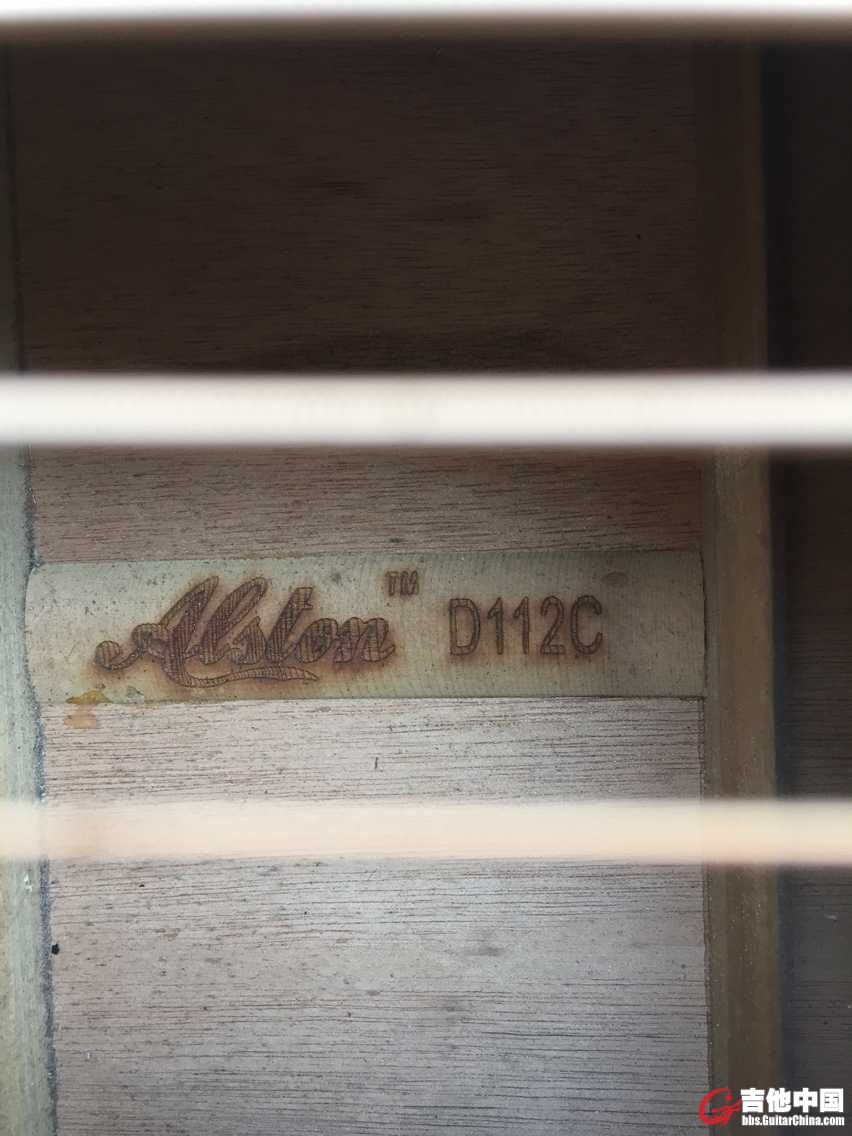 Alston™ D112C
吉他中国
bbs.GuitarChina.com